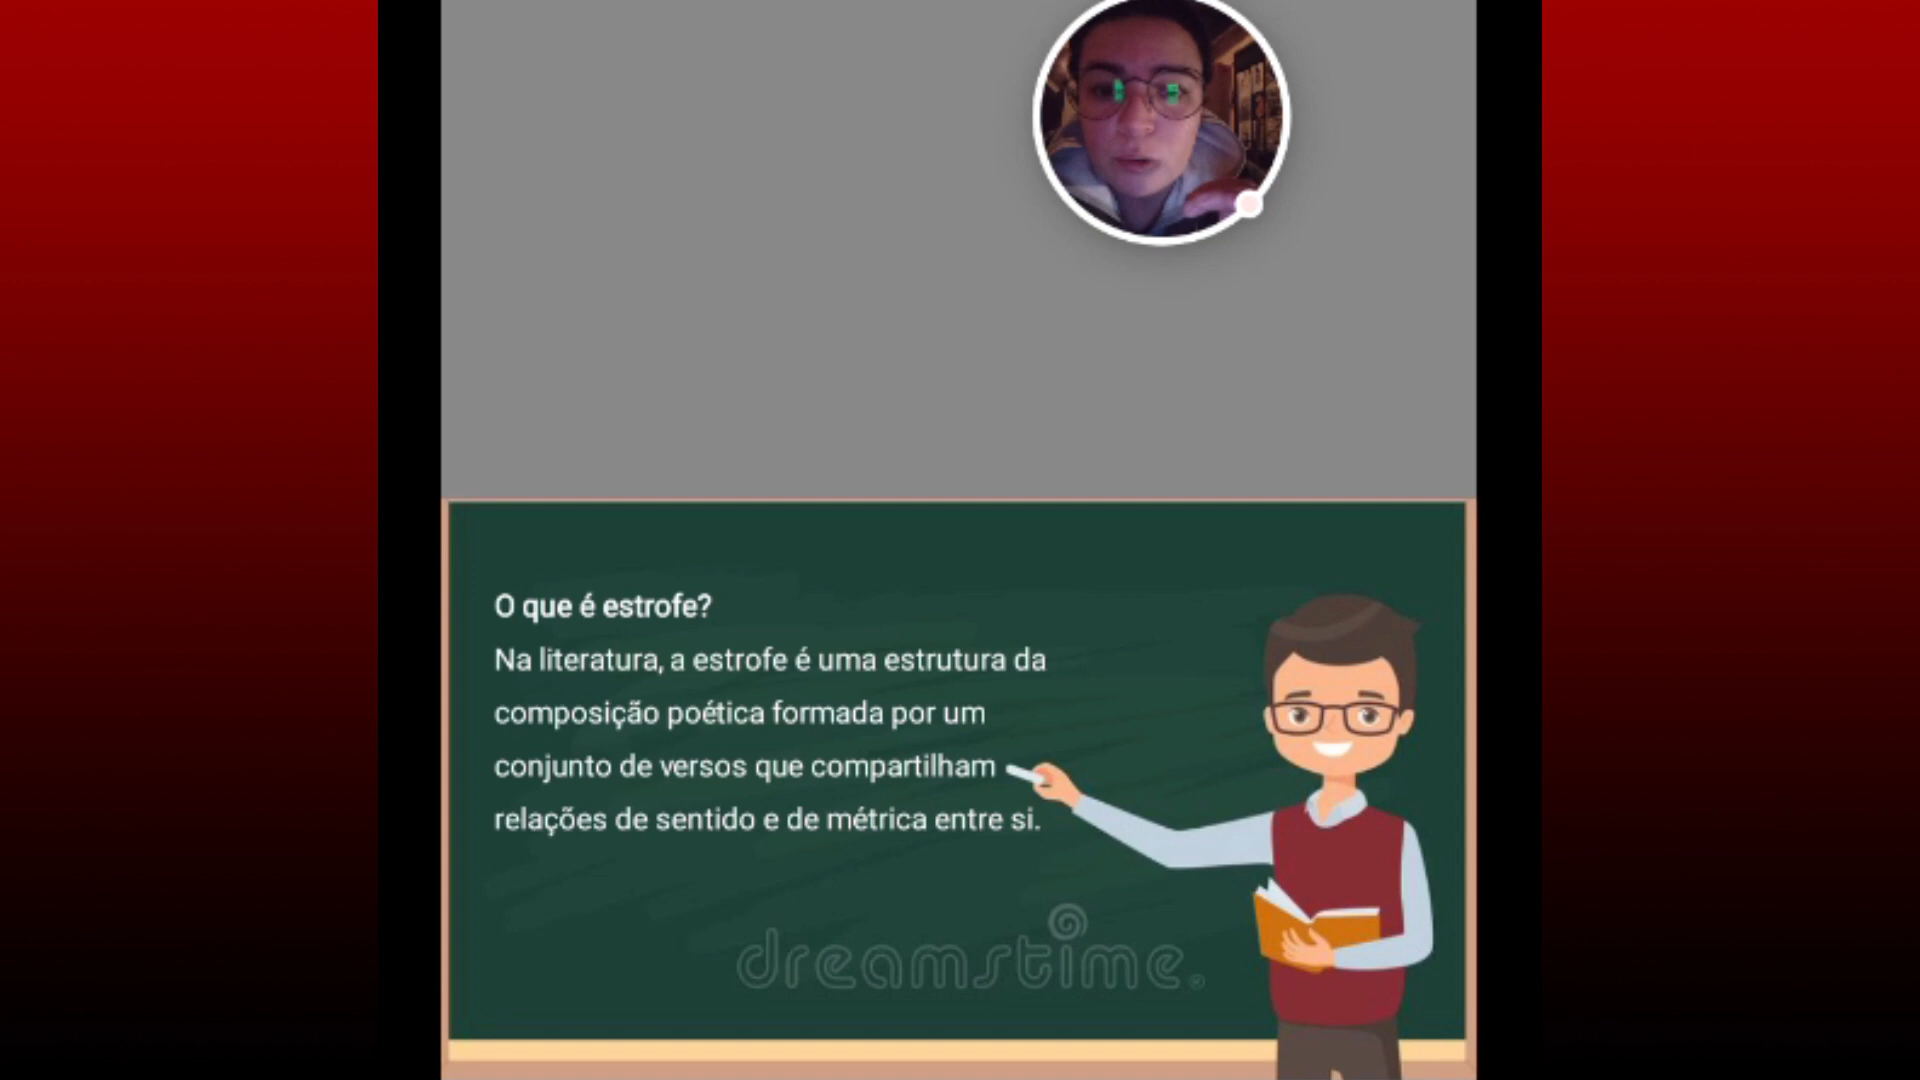 O que é estrofe?
Na literatura, a estrofe é uma estrutura da
composição poética formada por um
conjunto de versos que compartilham
relações de sentido e de métrica entre si.
dreamstime.